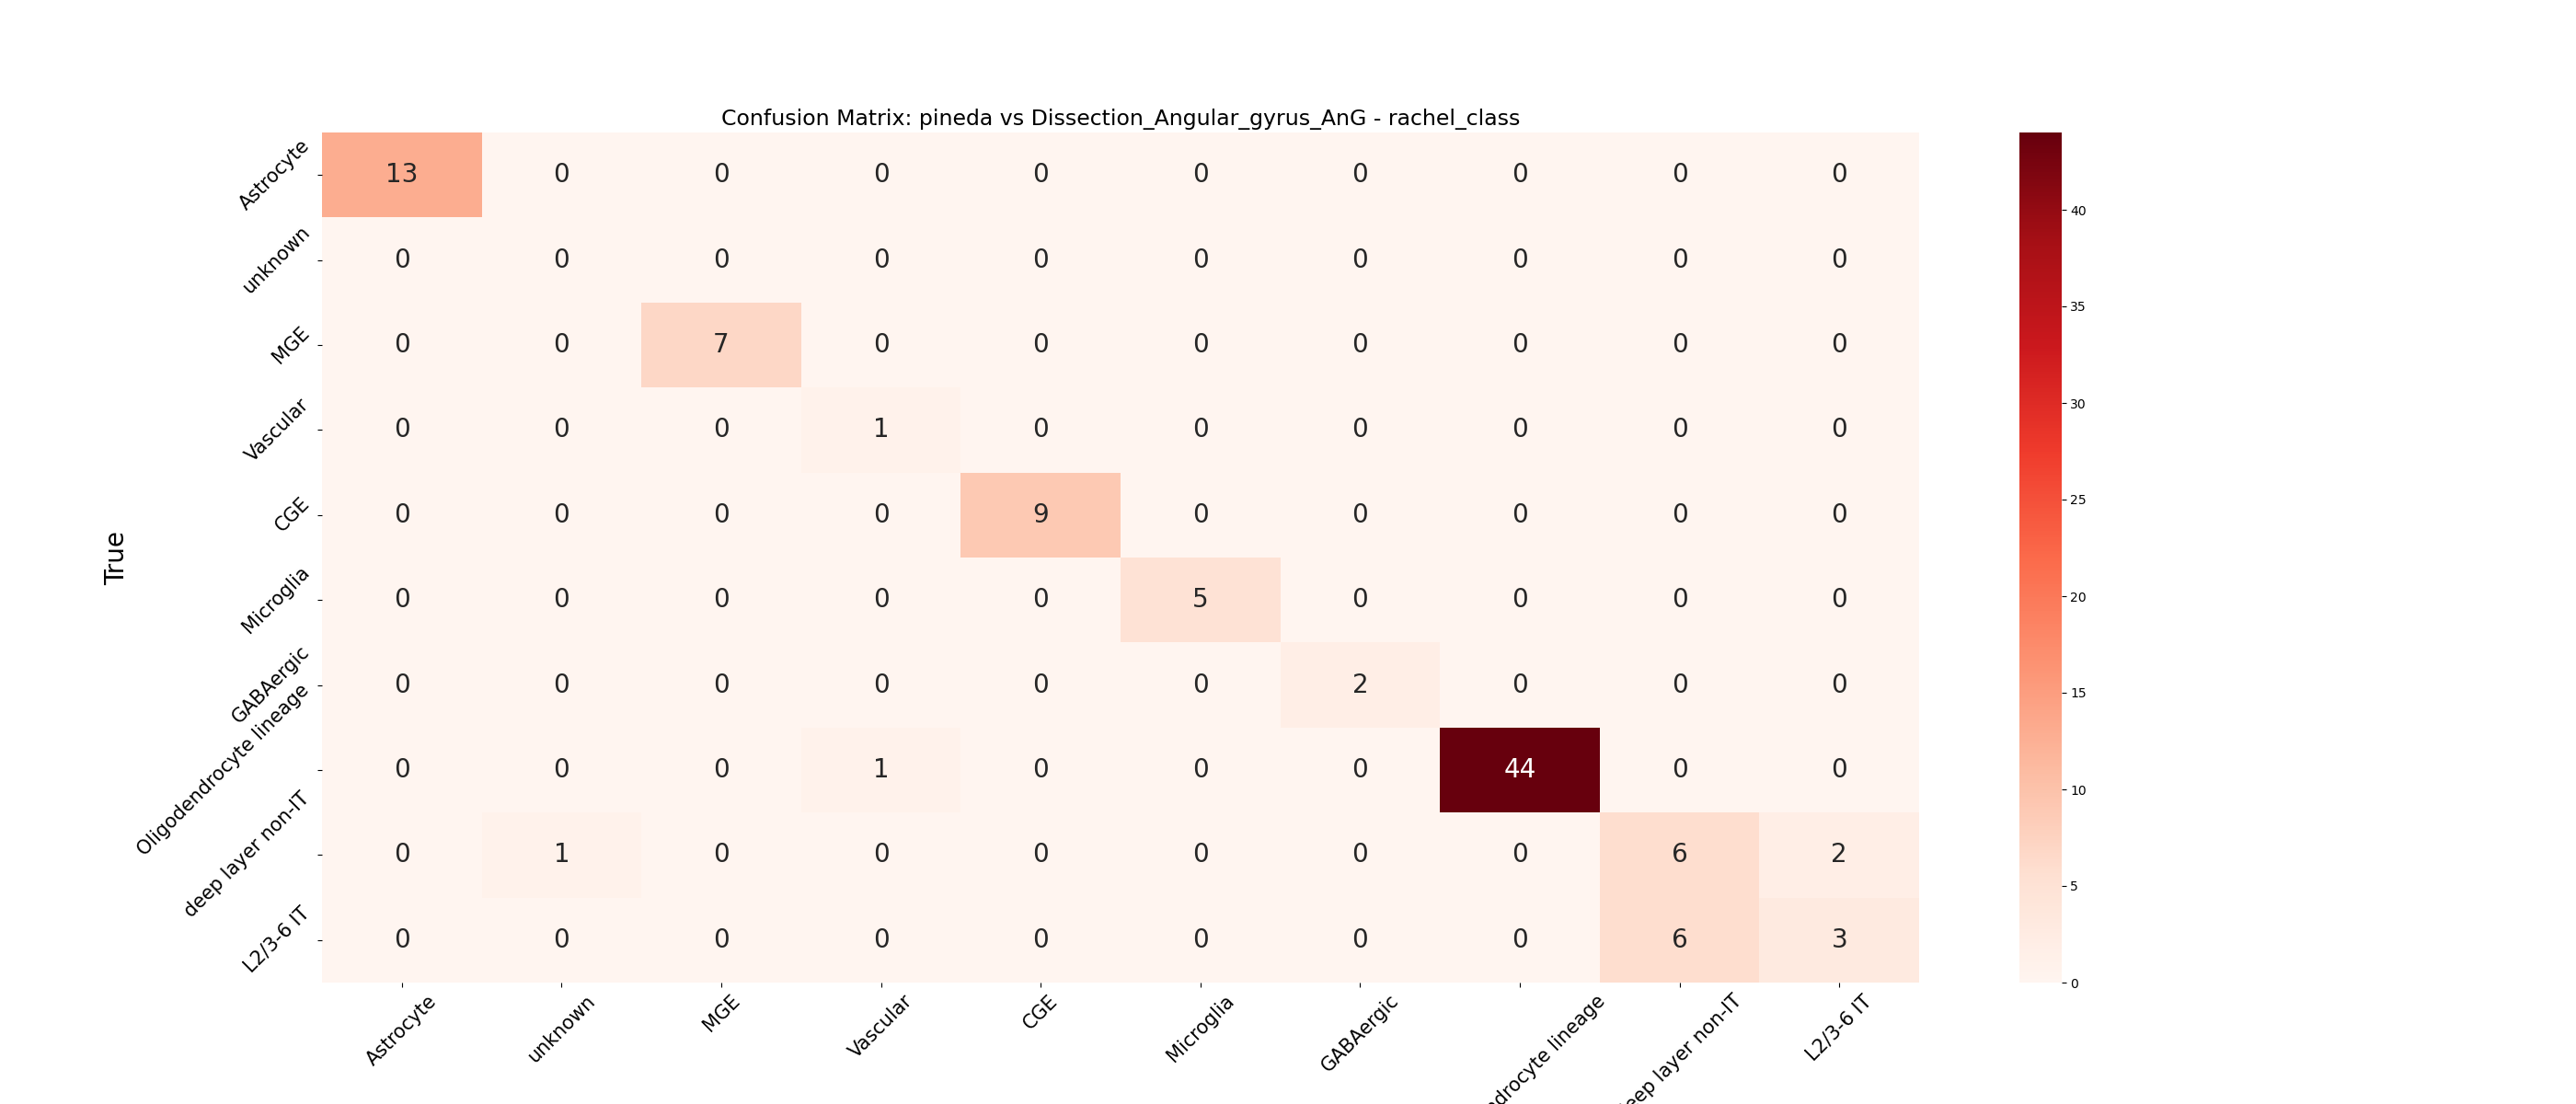 Confusion Matrix: pineda vs Dissection_Angular_gyrus_AnG - rachel_class
True
Astrocyte 13 0 0 0 0 0 0 0 0 0
unknown 0 0 0 0 0 0 0 0 0 0
MGE 0 0 7 0 0 0 0 0 0 0
Vascular 0 0 0 1 0 0 0 0 0 0
CGE 0 0 0 0 9 0 0 0 0 0
Microglia 0 0 0 0 0 5 0 0 0 0
GABAergic 0 0 0 0 0 0 2 0 0 0
Oligodendrocyte lineage 0 0 0 1 0 0 0 44 0 0
deep layer non-IT 0 1 0 0 0 0 0 0 6 2
L2/3-6 IT 0 0 0 0 0 0 0 0 6 3
Astrocyte
unknown
MGE
Vascular
CGE
Microglia
GABAergic
ndrocyte lineage
eep layer non-IT
L2/3-6 IT
40
35
30
25
20
15
10
5
0